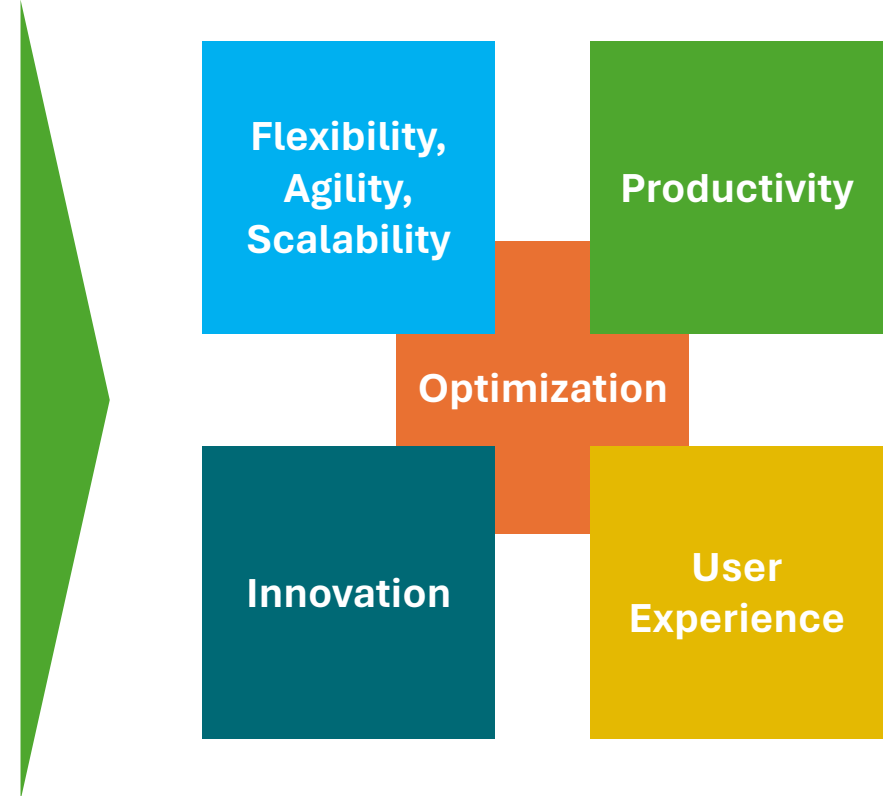 Flexibility,
Agility,
Scalability
Productivity
Optimization
Innovation
User
Experience